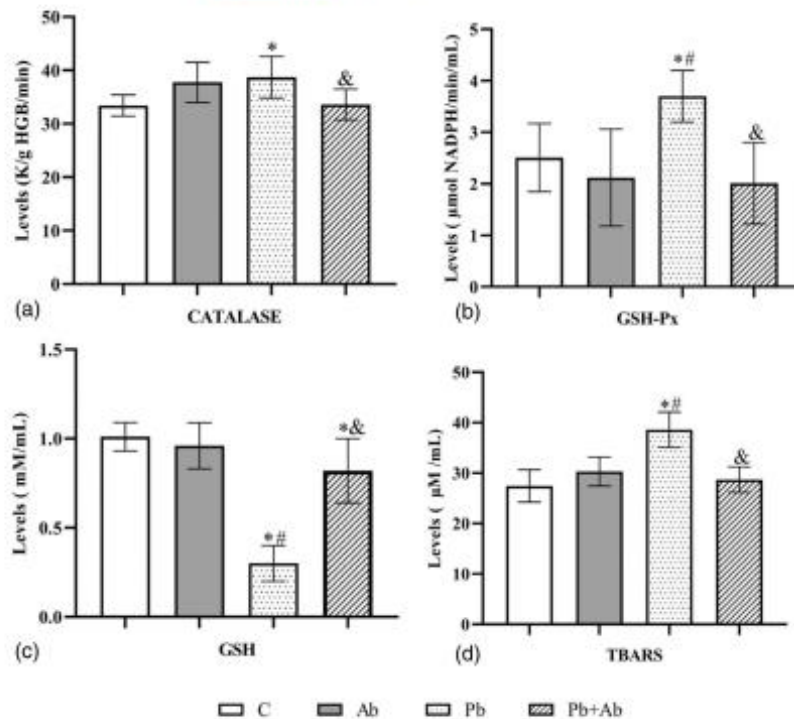 50
40
30
20
10
0
Levels (K/g HGB/min)
*
&
(a)
CATALASE
5
4
3
2
1
0
Levels ( μmol NADPH/min/mL)
*#
&
(b)
GSH-Px
1.5
1.0
0.5
0.0
Levels ( mM/mL)
*#
*&
(c)
GSH
50
40
30
20
10
0
Levels ( μM /mL)
*#
&
(d)
TBARS
C Ab Pb Pb+Ab